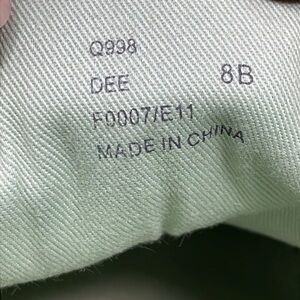 Q998
DEE 8B
F0007/E11
MADE IN CHINA